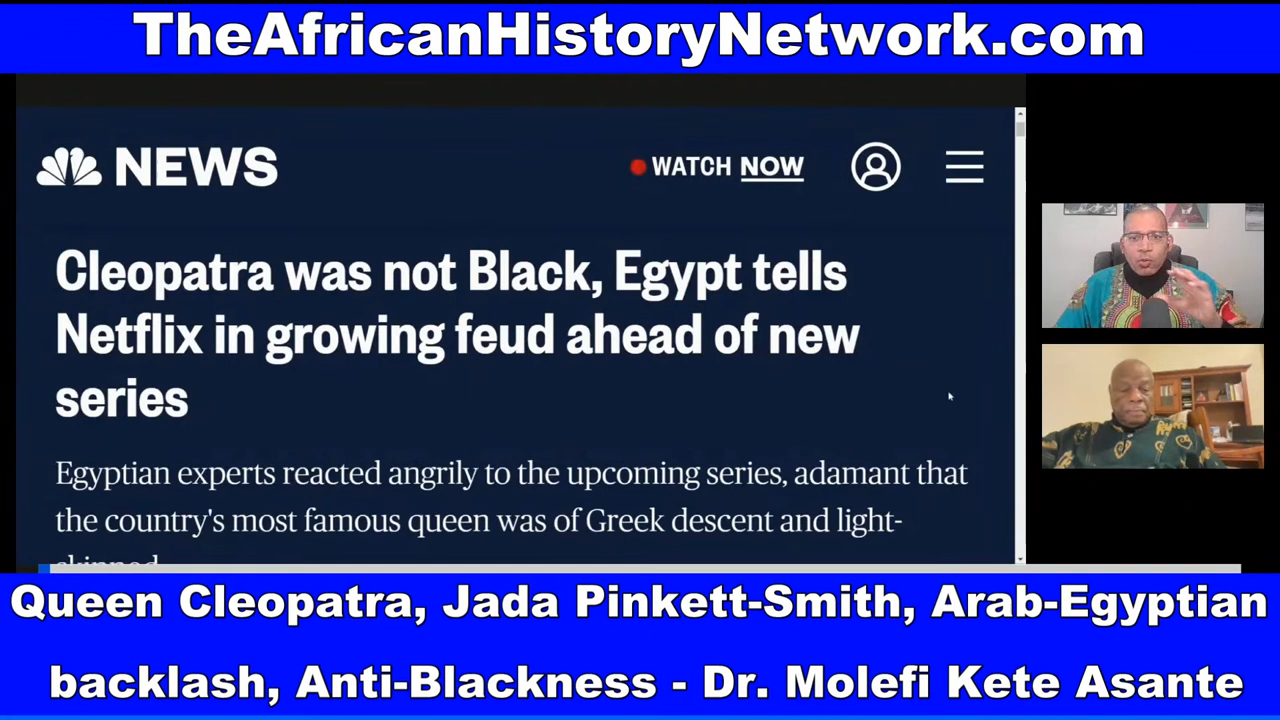 TheAfricanHistoryNetwork.com
NEWS
WATCH NOW
Cleopatra was not Black, Egypt tells
Netflix in growing feud ahead of new
series
Egyptian experts reacted angrily to the upcoming series, adamant that
the country's most famous queen was of Greek descent and light-
skinned
Queen Cleopatra, Jada Pinkett-Smith, Arab-Egyptian
backlash, Anti-Blackness - Dr. Molefi Kete Asante